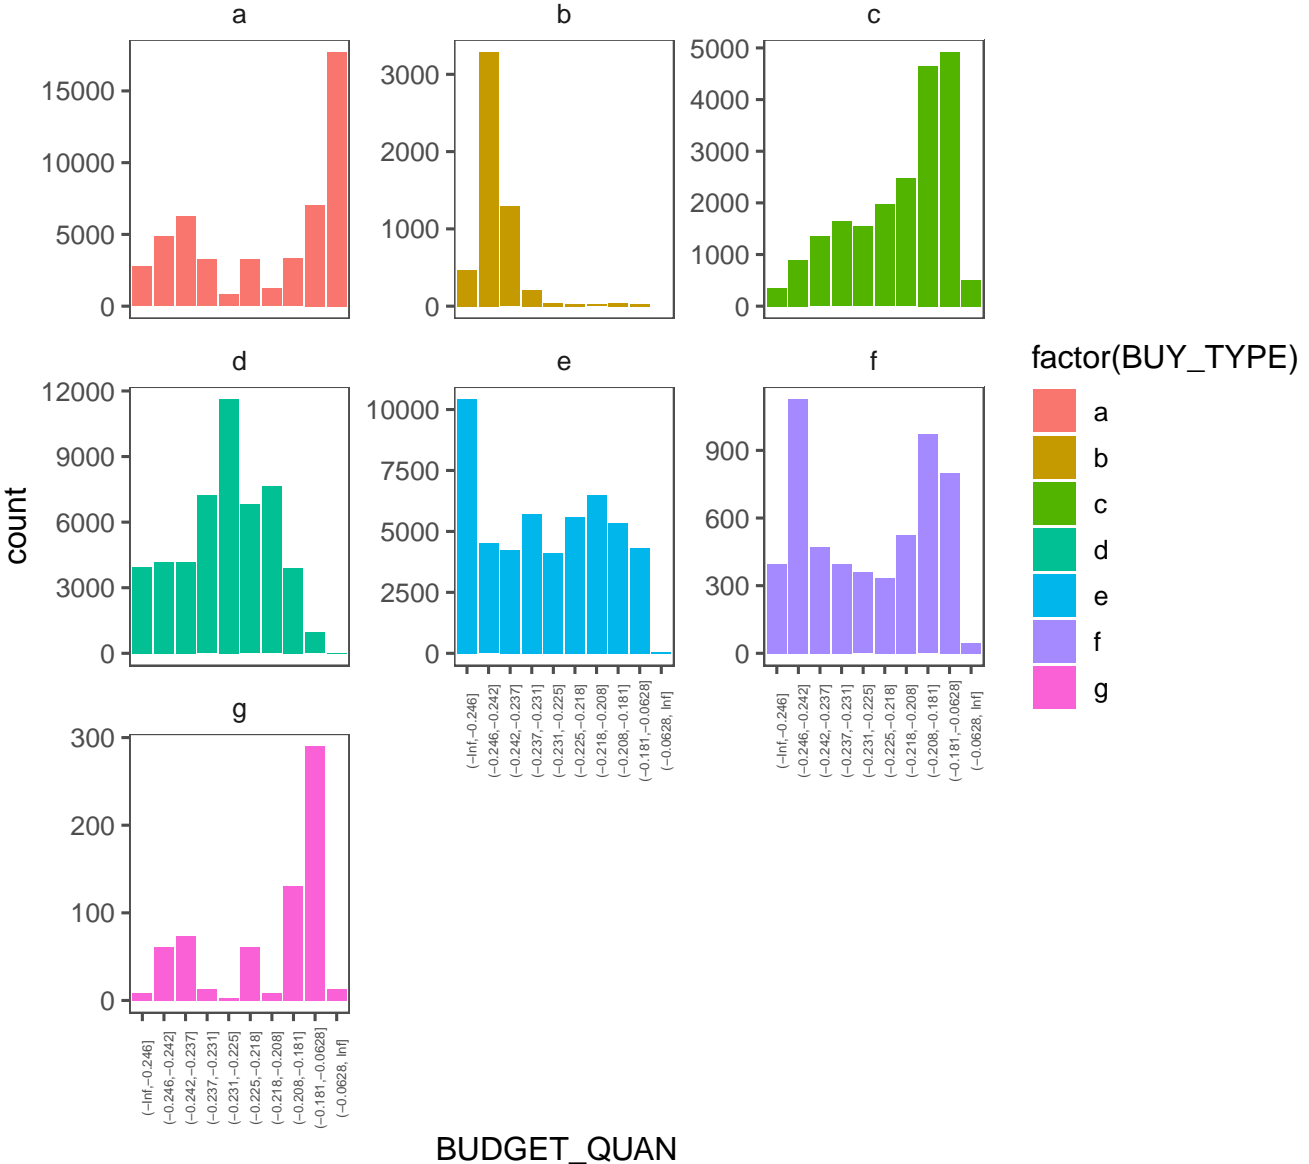 a
b
c
15000
10000
5000
0
3000
2000
1000
0
5000
4000
3000
2000
1000
0
d
e
f
12000
9000
6000
3000
0
10000
7500
5000
2500
0
900
600
300
0
(−Inf,−0.246]
(−0.246,−0.242]
(−0.242,−0.237]
(−0.237,−0.231]
(−0.231,−0.225]
(−0.225,−0.218]
(−0.218,−0.208]
(−0.208,−0.181]
(−0.181,−0.0628]
(−0.0628, Inf]
(−Inf,−0.246]
(−0.246,−0.242]
(−0.242,−0.237]
(−0.237,−0.231]
(−0.231,−0.225]
(−0.225,−0.218]
(−0.218,−0.208]
(−0.208,−0.181]
(−0.181,−0.0628]
(−0.0628, Inf]
g
300
200
100
0
(−Inf,−0.246]
(−0.246,−0.242]
(−0.242,−0.237]
(−0.237,−0.231]
(−0.231,−0.225]
(−0.225,−0.218]
(−0.218,−0.208]
(−0.208,−0.181]
(−0.181,−0.0628]
(−0.0628, Inf]
count
BUDGET_QUAN
factor(BUY_TYPE)
a
b
c
d
e
f
g